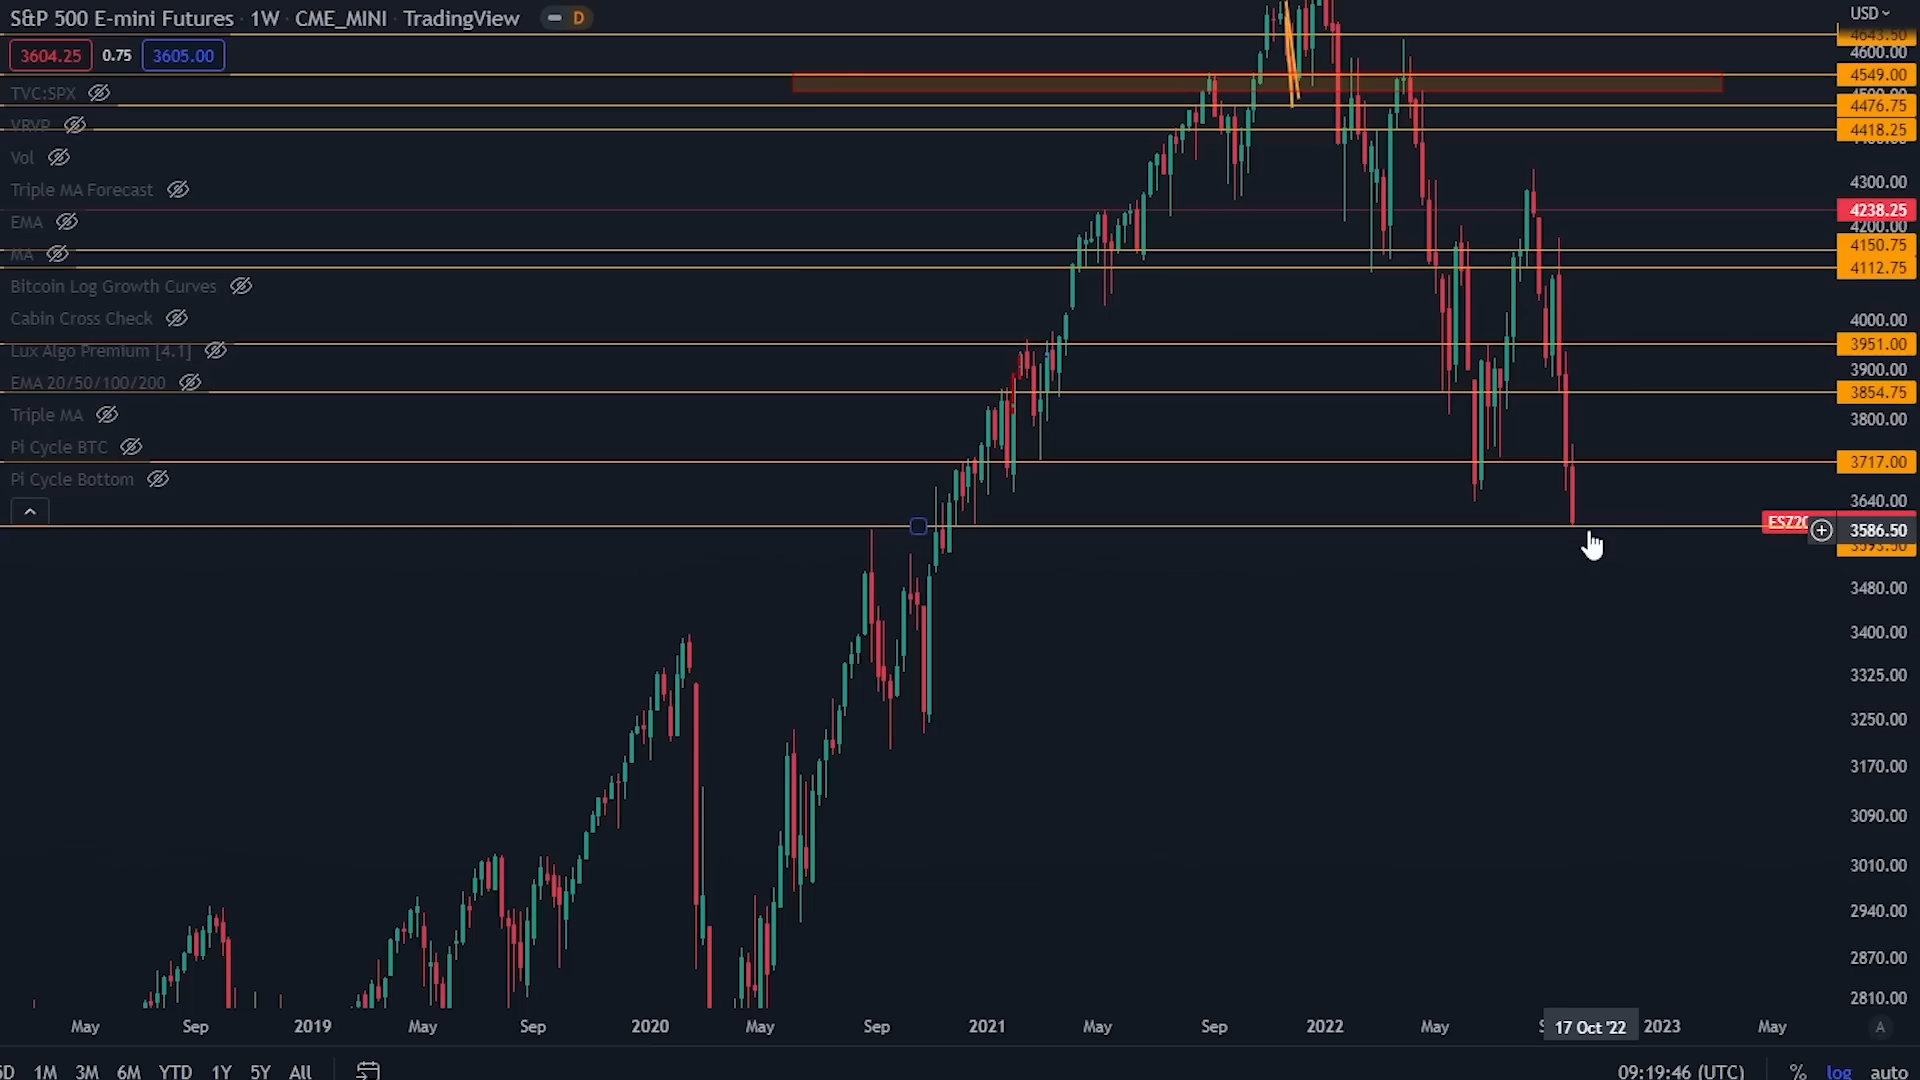 S&P 500 E-mini Futures · 1W · CME_MINI · TradingView D
3604.25 0.75 3605.00
TVC:SPX
VRVP
Vol
Triple MA Forecast
EMA
MA
Bitcoin Log Growth Curves
Cabin Cross Check
Lux Algo Premium [4.1]
EMA 20/50/100/200
Triple MA
Pi Cycle BTC
Pi Cycle Bottom
USD
4643.50
4600.00
4549.00
4476.75
4418.25
4300.00
4238.25
4200.00
4150.75
4112.75
4000.00
3951.00
3900.00
3854.75
3800.00
3717.00
3640.00
3586.50
3593.50
3480.00
3400.00
3325.00
3250.00
3170.00
3090.00
3010.00
2940.00
2870.00
2810.00
May Sep 2019 May Sep 2020 May Sep 2021 May Sep 2022 May 17 Oct '22 2023 May A
5D 1M 3M 6M YTD 1Y 5Y All 09:19:46 (UTC) % log auto